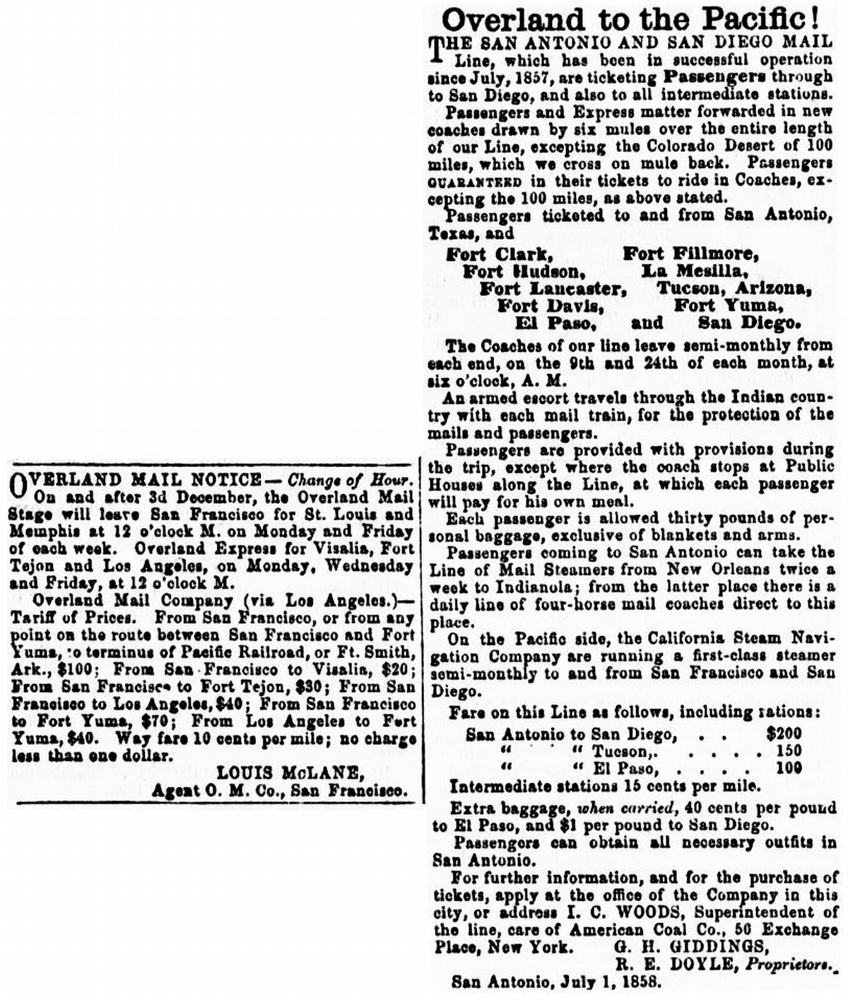 OVERLAND MAIL NOTICE— Change of Hour.
On and after 3d December, the Overland Mail
Stage will leave San Francisco for St. Louis and
Memphis at 12 o'clock M. on Monday and Friday
of each week. Overland Express for Visalia, Fort
Tejon and Los Angeles, on Monday, Wednesday
and Friday, at 12 o'clock M.
Overland Mail Company (via Los Angeles.)—
Tariff of Prices. From San Francisco, or from any
point on the route between San Francisco and Fort
Yuma, to terminus of Pacific Railroad, or Ft. Smith,
Ark., $100; From San Francisco to Visalia, $20;
From San Francisco to Fort Tejon, $30; From San
Francisco to Los Angeles, $40; From San Francisco
to Fort Yuma, $70; From Los Angeles to Fort
Yuma, $40. Way fare 10 cents per mile; no charge
less than one dollar.
LOUIS McLANE,
Agent O. M. Co., San Francisco.
Overland to the Pacific!
THE SAN ANTONIO AND SAN DIEGO MAIL
Line, which has been in successful operation
since July, 1857, are ticketing Passengers through
to San Diego, and also to all intermediate stations.
Passengers and Express matter forwarded in new
coaches drawn by six mules over the entire length
of our Line, excepting the Colorado Desert of 100
miles, which we cross on mule back. Passengers
GUARANTEED in their tickets to ride in Coaches, ex-
cepting the 100 miles, as above stated.
Passengers ticketed to and from San Antonio,
Texas, and
Fort Clark, Fort Fillmore,
Fort Hudson, La Mesilla,
Fort Lancaster, Tucson, Arizona,
Fort Davis, Fort Yuma,
El Paso, and San Diego.
The Coaches of our line leave semi-monthly from
each end, on the 9th and 24th of each month, at
six o'clock, A. M.
An armed escort travels through the Indian coun-
try with each mail train, for the protection of the
mails and passengers.
Passengers are provided with provisions during
the trip, except where the coach stops at Public
Houses along the Line, at which each passenger
will pay for his own meal.
Each passenger is allowed thirty pounds of per-
sonal baggage, exclusive of blankets and arms.
Passengers coming to San Antonio can take the
Line of Mail Steamers from New Orleans twice a
week to Indianola; from the latter place there is a
daily line of four-horse mail coaches direct to this
place.
On the Pacific side, the California Steam Navi-
gation Company are running a first-class steamer
semi-monthly to and from San Francisco and San
Diego.
Fare on this Line as follows, including rations:
San Antonio to San Diego, . . $200
" " Tucson,. . . . . 150
" " El Paso, . . . . 100
Intermediate stations 15 cents per mile.
Extra baggage, when carried, 40 cents per pound
to El Paso, and $1 per pound to San Diego.
Passengers can obtain all necessary outfits in
San Antonio.
For further information, and for the purchase of
tickets, apply at the office of the Company in this
city, or address I. C. WOODS, Superintendent of
the line, care of American Coal Co., 50 Exchange
Place, New York. G. H. GIDDINGS,
R. E. DOYLE, Proprietors.
San Antonio, July 1, 1858.